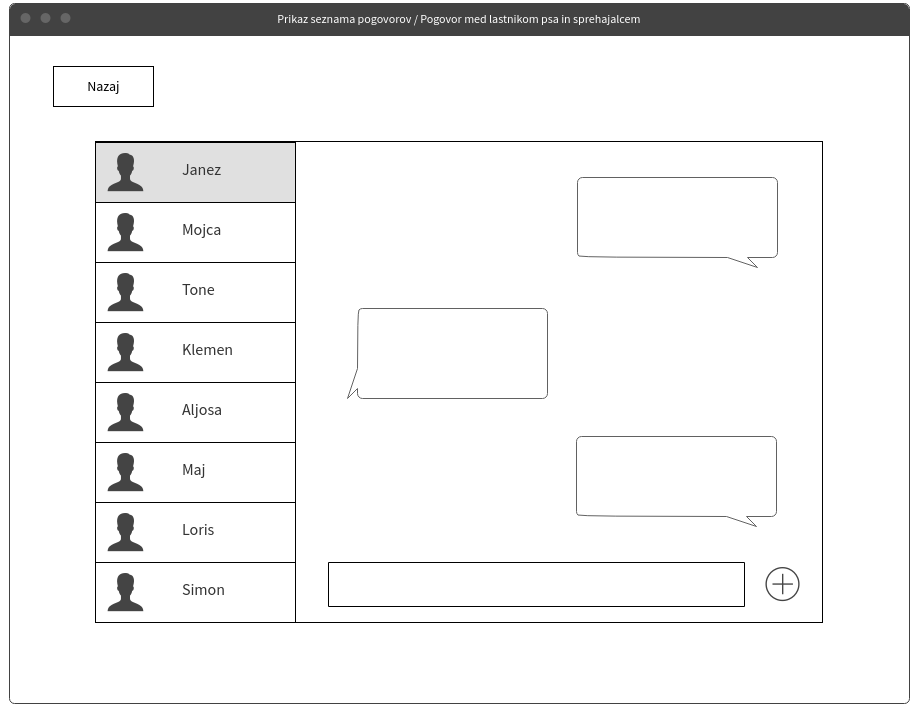 Prikaz seznama pogovorov / Pogovor med lastnikom psa in sprehajalcem
Nazaj
Janez
Mojca
Tone
Klemen
Aljosa
Maj
Loris
Simon